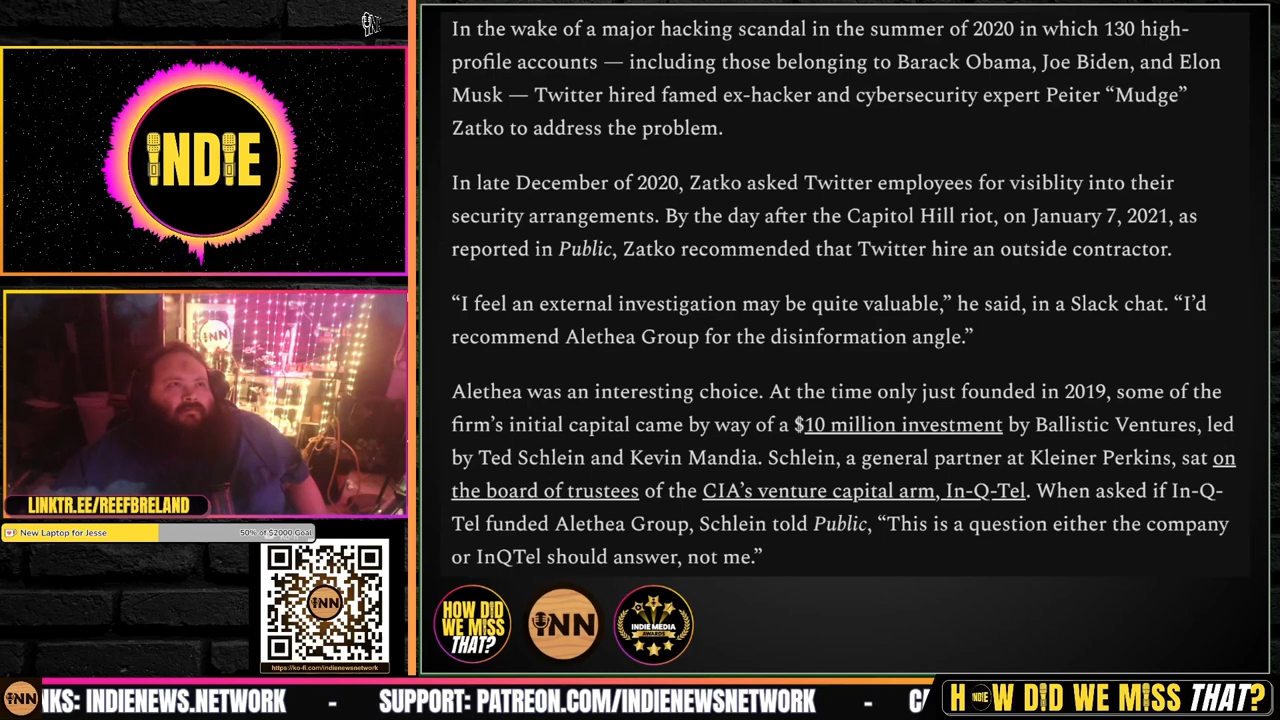 INN
INDIE
INN
LINKTR.EE/REEFBRELAND
New Laptop for Jesse
50% of $2000 Goal
INN
https://ko-fi.com/indienewsnetwork
In the wake of a major hacking scandal in the summer of 2020 in which 130 high-
profile accounts — including those belonging to Barack Obama, Joe Biden, and Elon
Musk — Twitter hired famed ex-hacker and cybersecurity expert Peiter “Mudge”
Zatko to address the problem.
In late December of 2020, Zatko asked Twitter employees for visiblity into their
security arrangements. By the day after the Capitol Hill riot, on January 7, 2021, as
reported in Public, Zatko recommended that Twitter hire an outside contractor.
“I feel an external investigation may be quite valuable,” he said, in a Slack chat. “I’d
recommend Alethea Group for the disinformation angle.”
Alethea was an interesting choice. At the time only just founded in 2019, some of the
firm’s initial capital came by way of a $10 million investment by Ballistic Ventures, led
by Ted Schlein and Kevin Mandia. Schlein, a general partner at Kleiner Perkins, sat on
the board of trustees of the CIA’s venture capital arm, In-Q-Tel. When asked if In-Q-
Tel funded Alethea Group, Schlein told Public, “This is a question either the company
or InQTel should answer, not me.”
HOW DID
WE MISS
THAT?
INN
INDIE MEDIA
AWARDS
INN
NKS: INDIENEWS.NETWORK - SUPPORT: PATREON.COM/INDIENEWSNETWORK -
HOW DID WE MISS THAT?